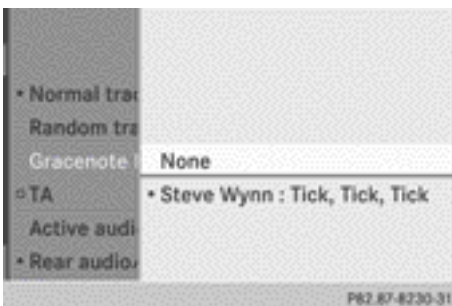 • Normal trac
Random tra
Gracenote
None
□ TA
• Steve Wynn : Tick, Tick, Tick
Active audi
• Rear audio
P82.87-8230-31